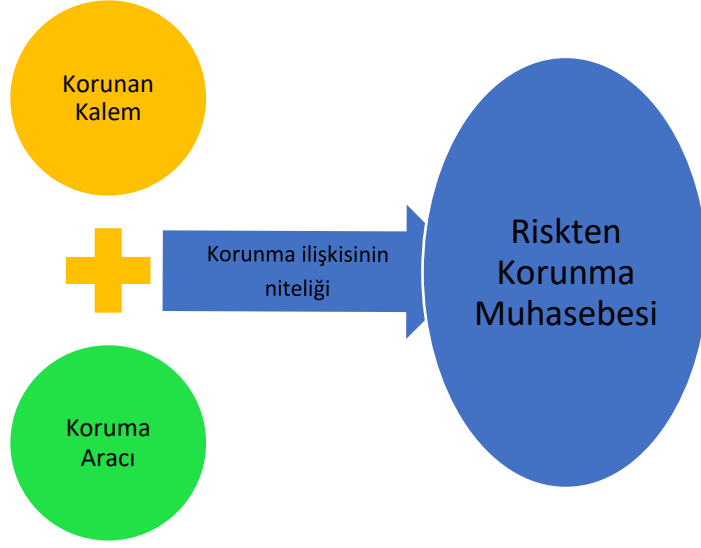 Korunan
Kalem
Korunma ilişkisinin
niteliği
Riskten
Korunma
Muhasebesi
Koruma
Aracı